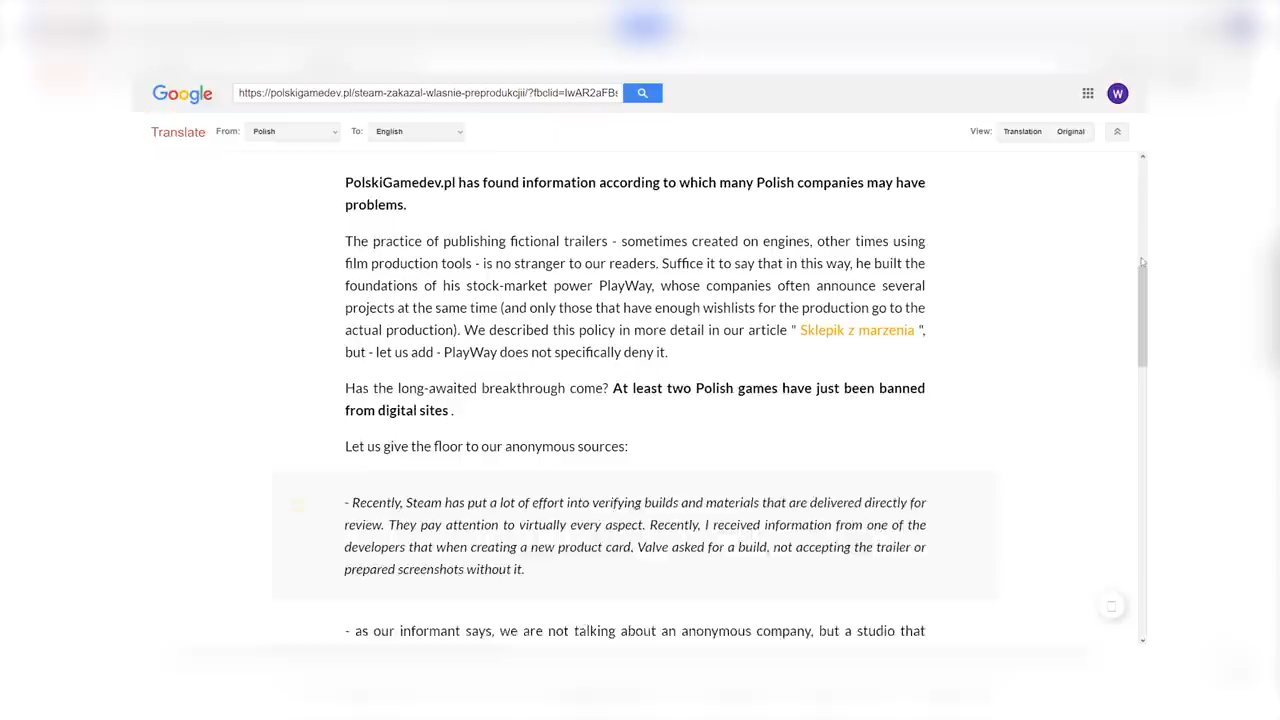 Google
https://polskigamedev.pl/steam-zakazal-wlasnie-preprodukcjii/?fbclid=IwAR2aFBs
W
Translate From: Polish To: English View: Translation Original
PolskiGamedev.pl has found information according to which many Polish companies may have
problems.
The practice of publishing fictional trailers - sometimes created on engines, other times using
film production tools - is no stranger to our readers. Suffice it to say that in this way, he built the
foundations of his stock-market power PlayWay, whose companies often announce several
projects at the same time (and only those that have enough wishlists for the production go to the
actual production). We described this policy in more detail in our article " Sklepik z marzenia ",
but - let us add - PlayWay does not specifically deny it.
Has the long-awaited breakthrough come? At least two Polish games have just been banned
from digital sites .
Let us give the floor to our anonymous sources:
- Recently, Steam has put a lot of effort into verifying builds and materials that are delivered directly for
review. They pay attention to virtually every aspect. Recently, I received information from one of the
developers that when creating a new product card, Valve asked for a build, not accepting the trailer or
prepared screenshots without it.
- as our informant says, we are not talking about an anonymous company, but a studio that